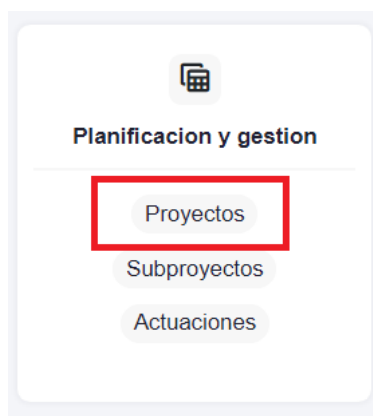 Planificacion y gestion
Proyectos
Subproyectos
Actuaciones